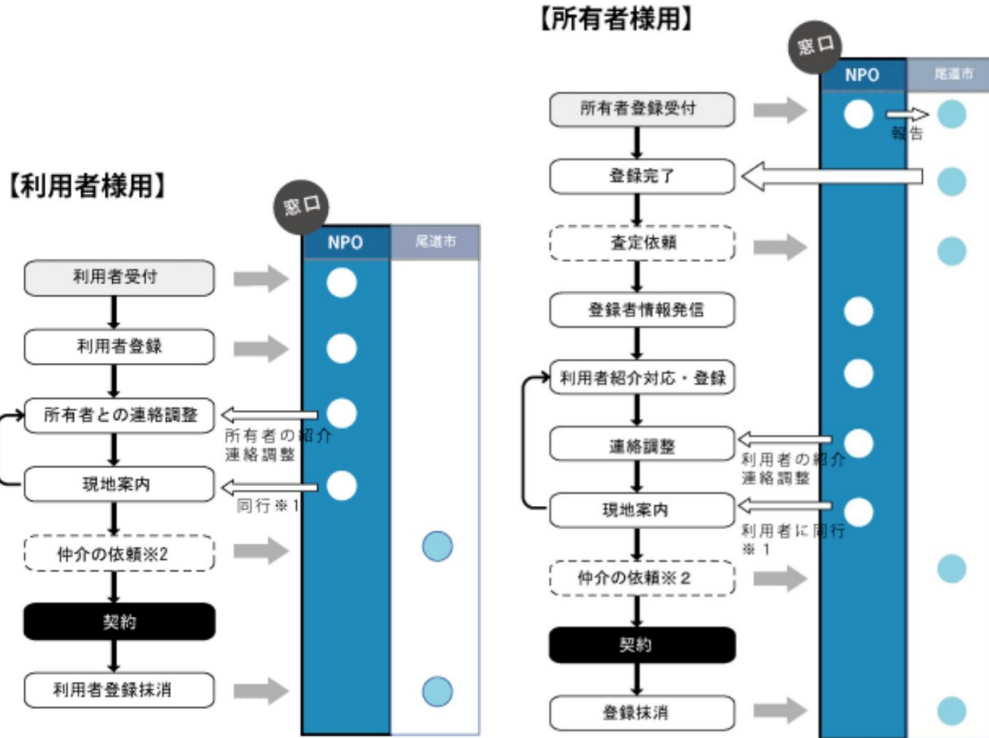 【利用者様用】
窓口
NPO
尾道市
利用者受付
利用者登録
所有者との連絡調整
所有者の紹介
連絡調整
現地案内
同行※1
仲介の依頼※2
契約
利用者登録抹消
【所有者様用】
窓口
NPO
尾道市
所有者登録受付
報告
登録完了
査定依頼
登録者情報発信
利用者紹介対応・登録
連絡調整
利用者の紹介
連絡調整
現地案内
利用者に同行
※1
仲介の依頼※2
契約
登録抹消